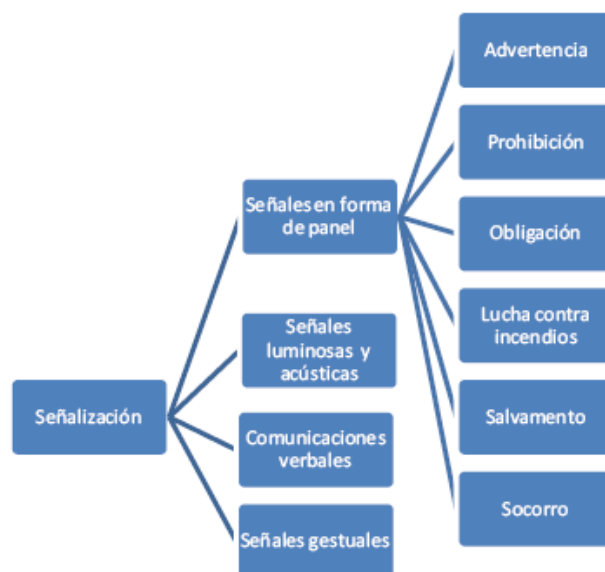 Señalización
Señales en forma
de panel
Señales
luminosas y
acústicas
Comunicaciones
verbales
Señales gestuales
Advertencia
Prohibición
Obligación
Lucha contra
incendios
Salvamento
Socorro